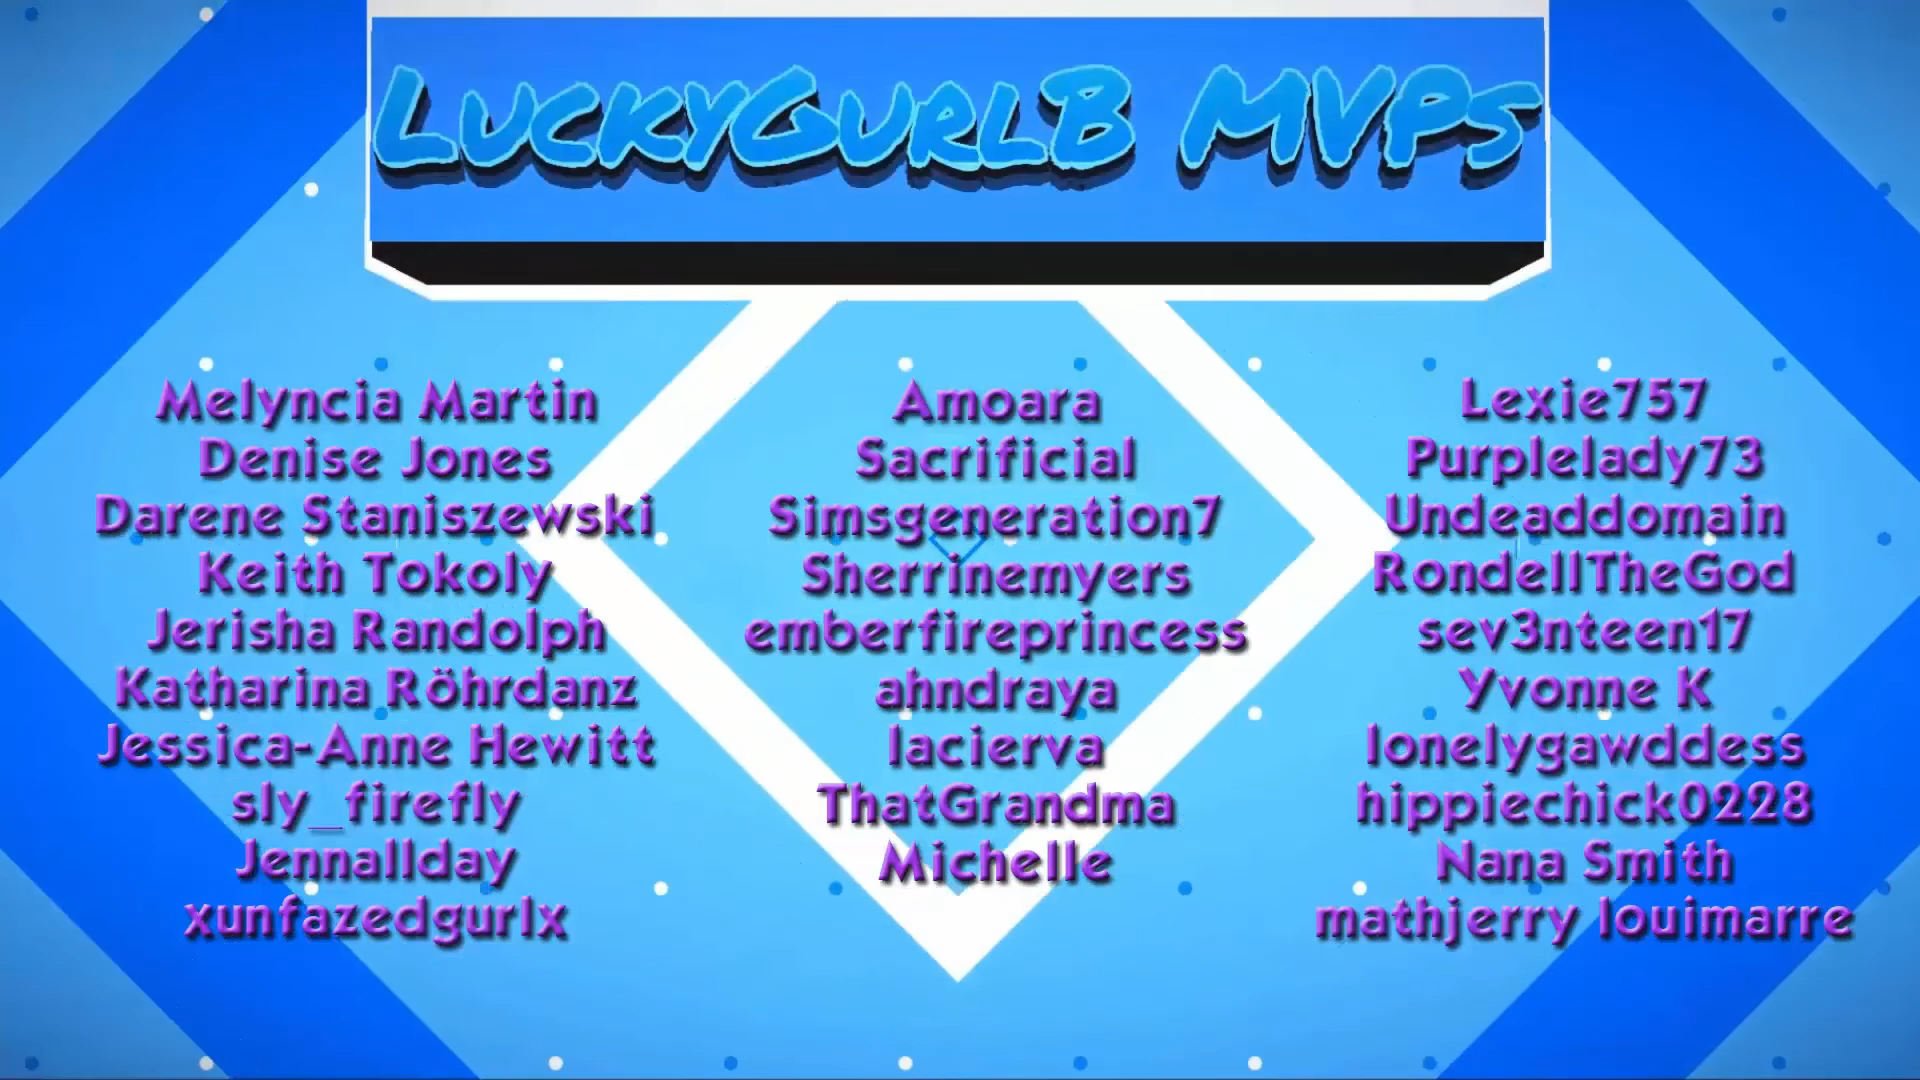 LuckyGurlB MVPs
Melyncia Martin
Denise Jones
Darene Staniszewski
Keith Tokoly
Jerisha Randolph
Katharina Röhrdanz
Jessica-Anne Hewitt
sly_firefly
Jennallday
xunfazedgurlx
Amoara
Sacrificial
Simsgeneration7
Sherrinemyers
emberfireprincess
ahndraya
lacierva
ThatGrandma
Michelle
Lexie757
Purplelady73
Undeaddomain
RondellTheGod
sev3nteen17
Yvonne K
lonelygawddess
hippiechick0228
Nana Smith
mathjerry louimarre